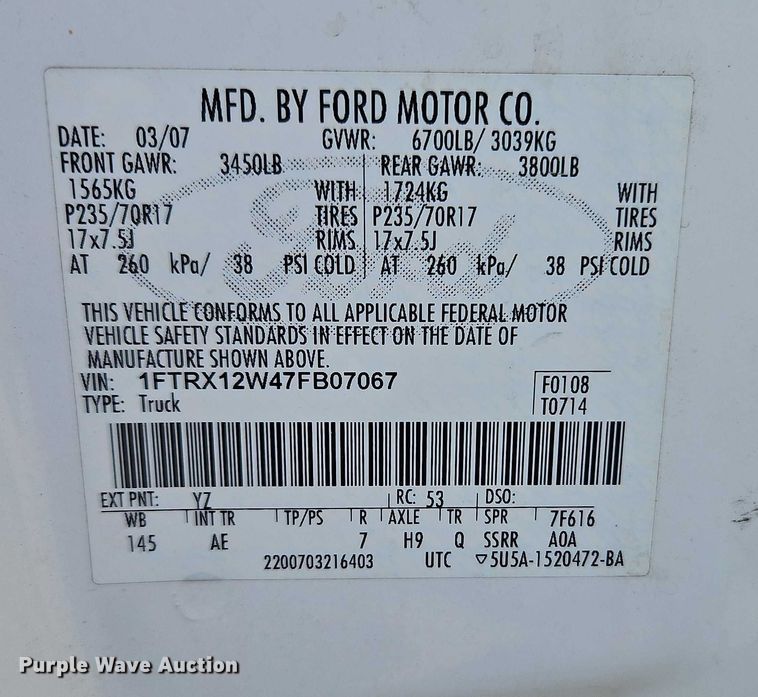 MFD. BY FORD MOTOR CO.
DATE: 03/07 GVWR: 6700LB/ 3039KG
FRONT GAWR: 3450LB REAR GAWR: 3800LB
1565KG WITH 1724KG WITH
P235/70R17 TIRES P235/70R17 TIRES
17x7.5J RIMS 17x7.5J RIMS
AT 260 kPa/ 38 PSI COLD AT 260 kPa/ 38 PSI COLD
Ford
THIS VEHICLE CONFORMS TO ALL APPLICABLE FEDERAL MOTOR
VEHICLE SAFETY STANDARDS IN EFFECT ON THE DATE OF
MANUFACTURE SHOWN ABOVE.
VIN: 1FTRX12W47FB07067 F0108
TYPE: Truck T0714
EXT PNT: YZ RC: 53 DSO:
WB INT TR TP/PS R AXLE TR SPR 7F616
145 AE 7 H9 Q SSRR A0A
2200703216403 UTC ▽5U5A-1520472-BA
Purple Wave Auction